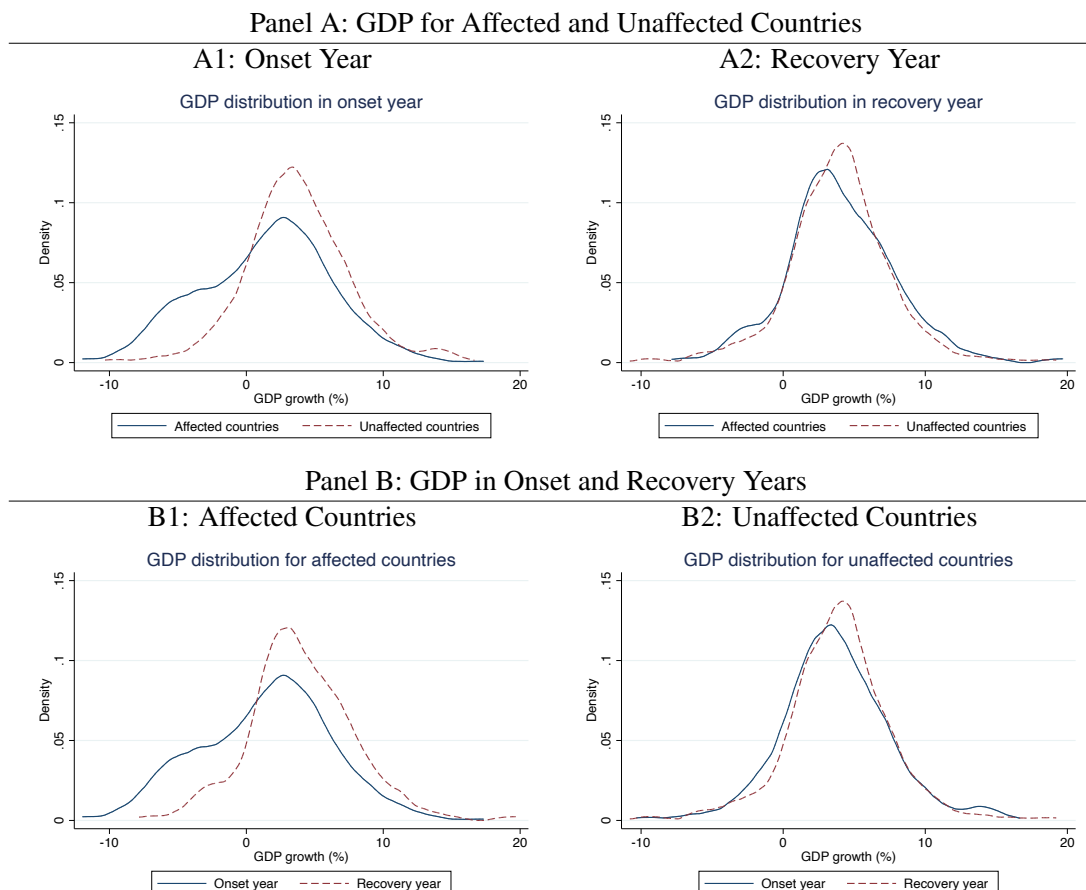 Panel A: GDP for Affected and Unaffected Countries
A1: Onset Year
A2: Recovery Year
GDP distribution in onset year
GDP distribution in recovery year
.15
.1
.05
0
Density
-10 0 10 20
GDP growth (%)
Affected countries Unaffected countries
.15
.1
.05
0
Density
-10 0 10 20
GDP growth (%)
Affected countries Unaffected countries
Panel B: GDP in Onset and Recovery Years
B1: Affected Countries
B2: Unaffected Countries
GDP distribution for affected countries
GDP distribution for unaffected countries
.15
.1
.05
0
Density
-10 0 10 20
GDP growth (%)
Onset year Recovery year
.15
.1
.05
0
Density
-10 0 10 20
GDP growth (%)
Onset year Recovery year